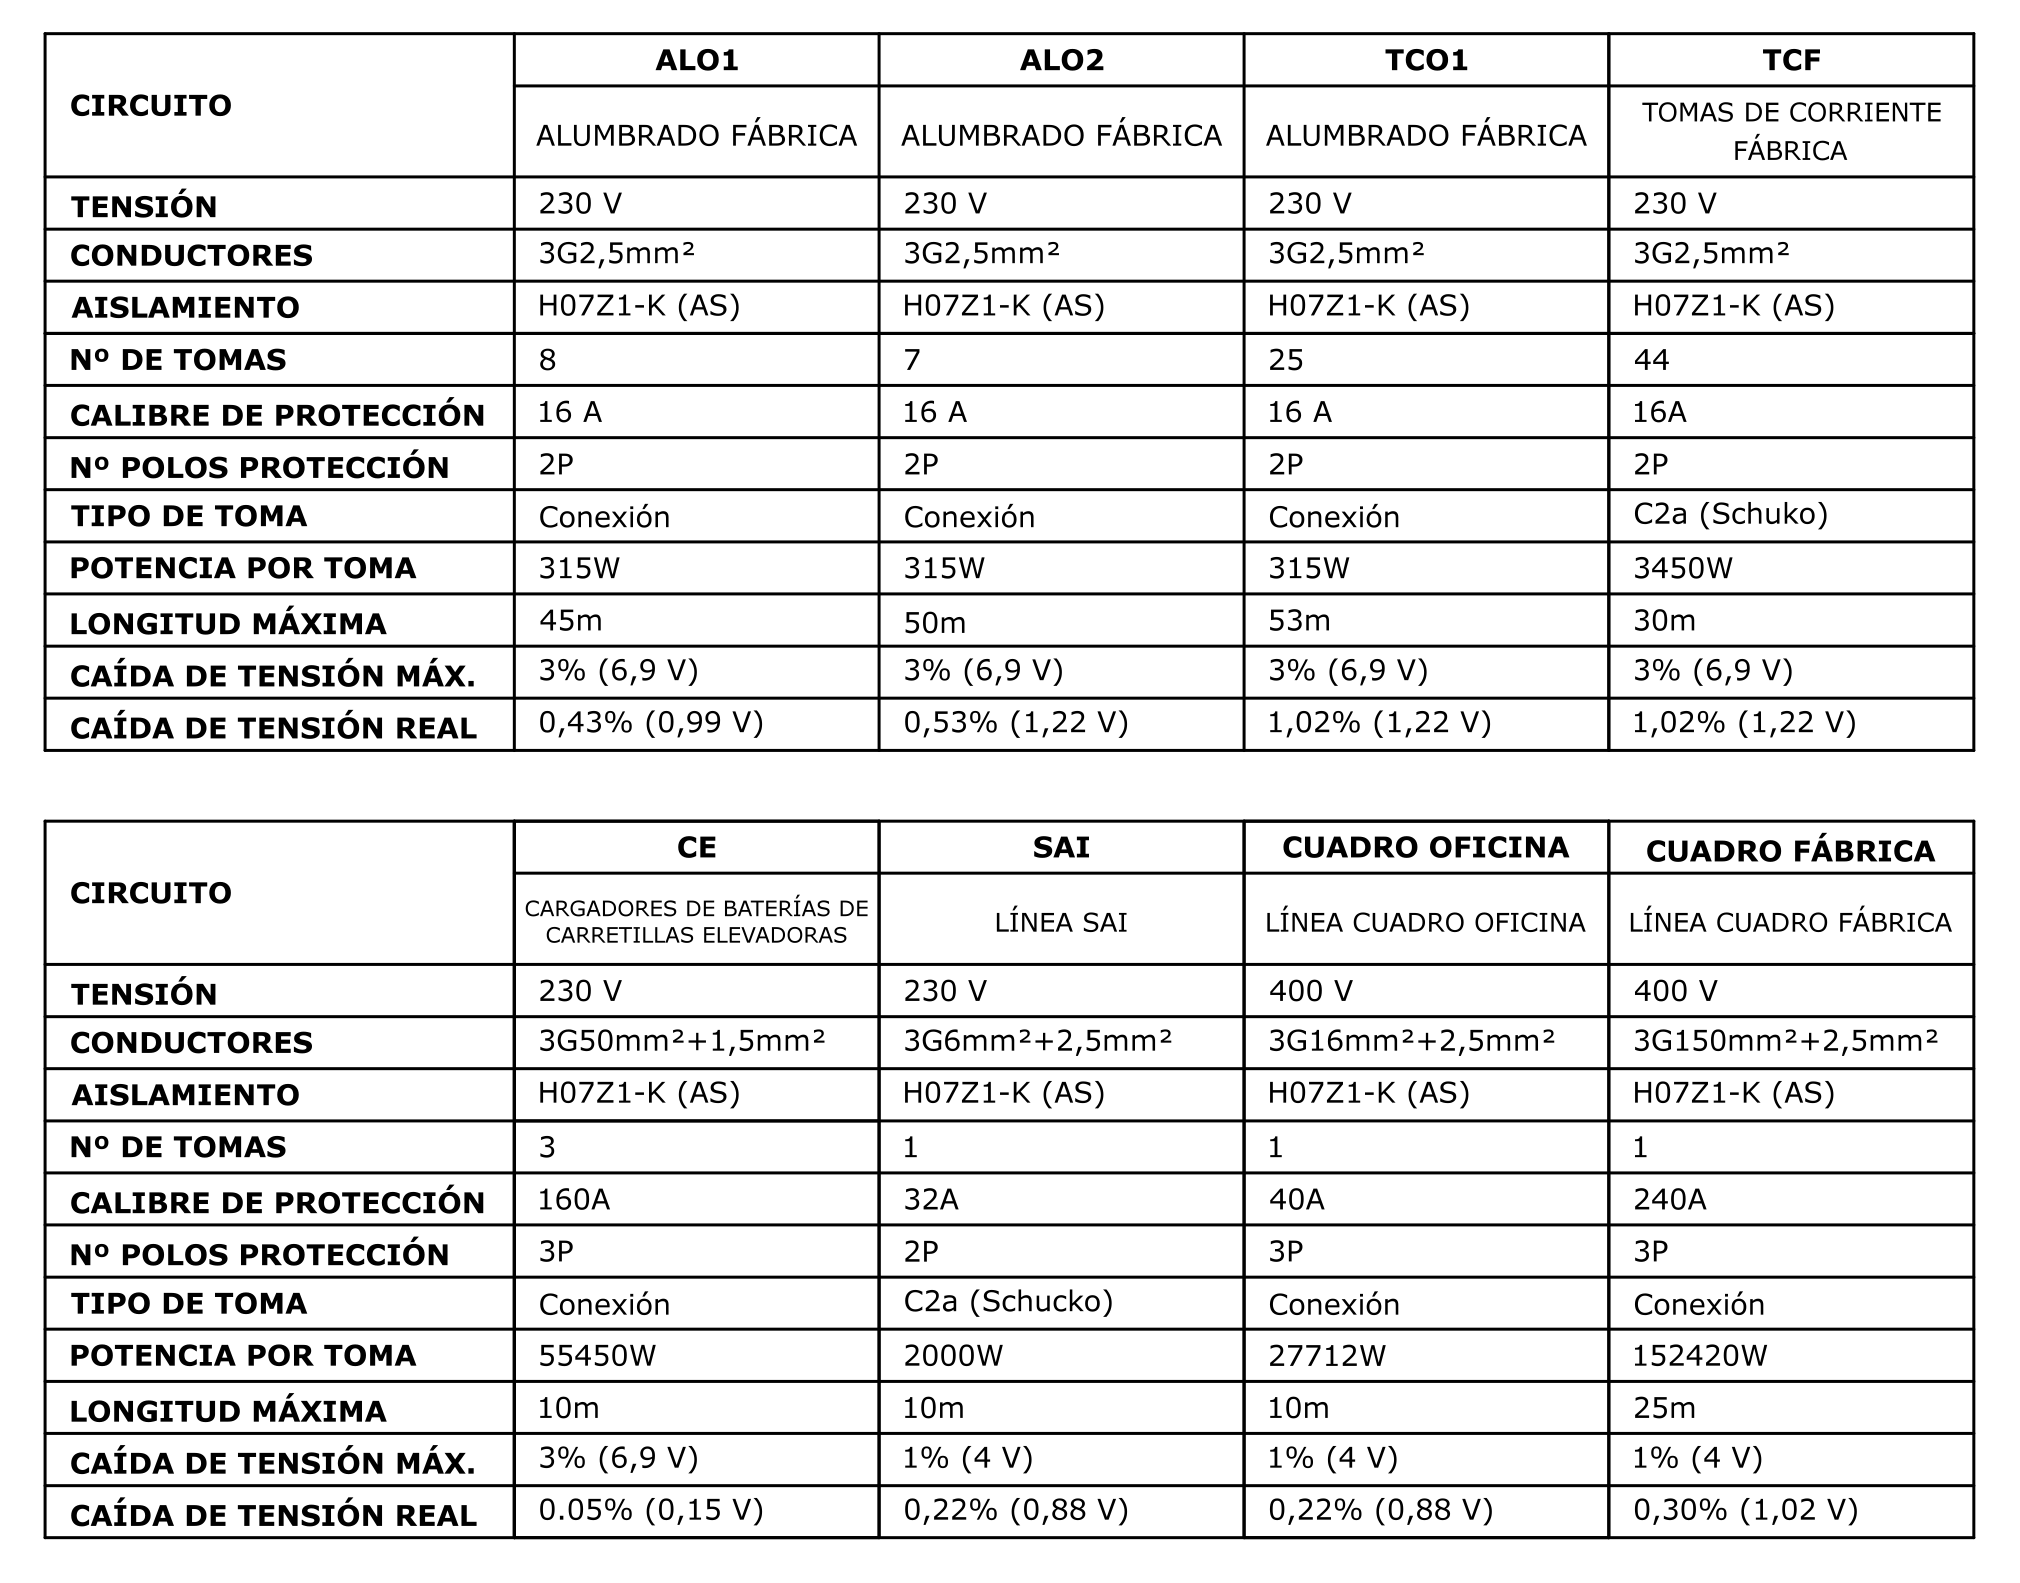 CIRCUITO
ALO1 ALO2 TCO1 TCF
ALUMBRADO FÁBRICA ALUMBRADO FÁBRICA ALUMBRADO FÁBRICA TOMAS DE CORRIENTE
FÁBRICA
TENSIÓN 230 V 230 V 230 V 230 V
CONDUCTORES 3G2,5mm² 3G2,5mm² 3G2,5mm² 3G2,5mm²
AISLAMIENTO H07Z1-K (AS) H07Z1-K (AS) H07Z1-K (AS) H07Z1-K (AS)
Nº DE TOMAS 8 7 25 44
CALIBRE DE PROTECCIÓN 16 A 16 A 16 A 16A
Nº POLOS PROTECCIÓN 2P 2P 2P 2P
TIPO DE TOMA Conexión Conexión Conexión C2a (Schuko)
POTENCIA POR TOMA 315W 315W 315W 3450W
LONGITUD MÁXIMA 45m 50m 53m 30m
CAÍDA DE TENSIÓN MÁX. 3% (6,9 V) 3% (6,9 V) 3% (6,9 V) 3% (6,9 V)
CAÍDA DE TENSIÓN REAL 0,43% (0,99 V) 0,53% (1,22 V) 1,02% (1,22 V) 1,02% (1,22 V)
CIRCUITO
CE SAI CUADRO OFICINA CUADRO FÁBRICA
CARGADORES DE BATERÍAS DE
CARRETILLAS ELEVADORAS LÍNEA SAI LÍNEA CUADRO OFICINA LÍNEA CUADRO FÁBRICA
TENSIÓN 230 V 230 V 400 V 400 V
CONDUCTORES 3G50mm²+1,5mm² 3G6mm²+2,5mm² 3G16mm²+2,5mm² 3G150mm²+2,5mm²
AISLAMIENTO H07Z1-K (AS) H07Z1-K (AS) H07Z1-K (AS) H07Z1-K (AS)
Nº DE TOMAS 3 1 1 1
CALIBRE DE PROTECCIÓN 160A 32A 40A 240A
Nº POLOS PROTECCIÓN 3P 2P 3P 3P
TIPO DE TOMA Conexión C2a (Schucko) Conexión Conexión
POTENCIA POR TOMA 55450W 2000W 27712W 152420W
LONGITUD MÁXIMA 10m 10m 10m 25m
CAÍDA DE TENSIÓN MÁX. 3% (6,9 V) 1% (4 V) 1% (4 V) 1% (4 V)
CAÍDA DE TENSIÓN REAL 0.05% (0,15 V) 0,22% (0,88 V) 0,22% (0,88 V) 0,30% (1,02 V)